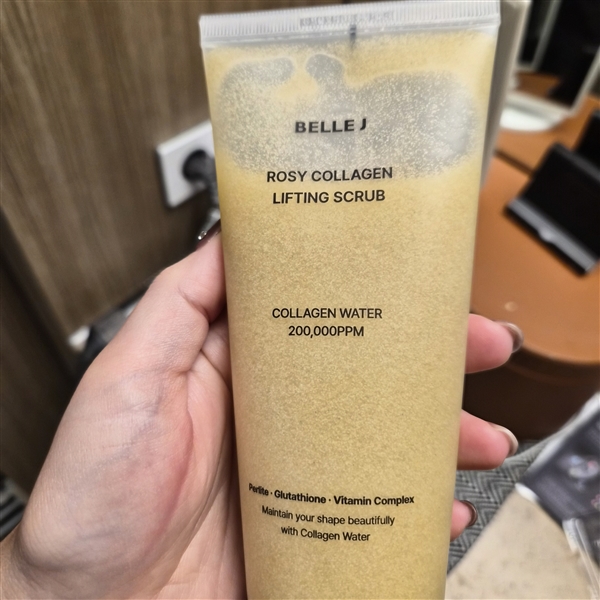 BELLE J
ROSY COLLAGEN
LIFTING SCRUB
COLLAGEN WATER
200,000PPM
Perlite · Glutathione · Vitamin Complex
Maintain your shape beautifully
with Collagen Water